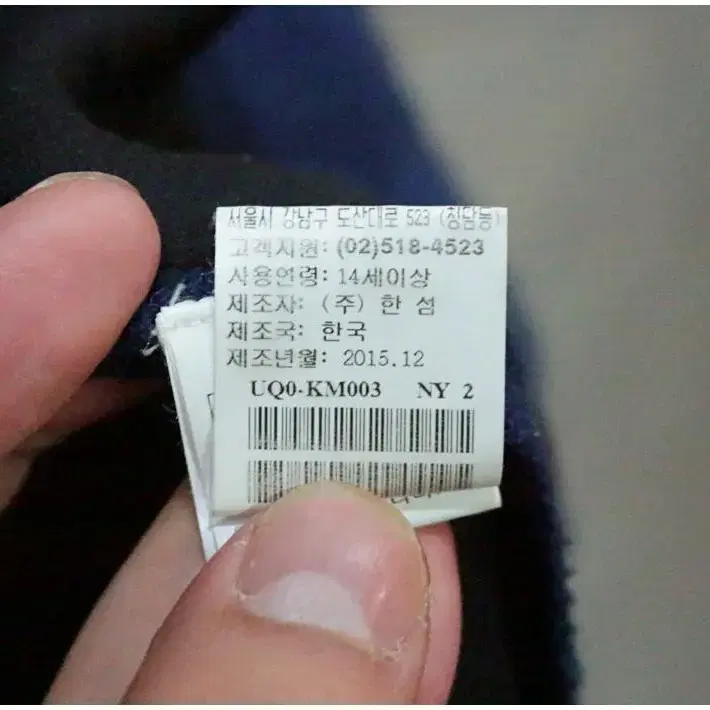 서울시 강남구 도산대로 523 (청담동)
고객지원: (02)518-4523
사용연령: 14세이상
제조자: (주) 한 섬
제조국: 한국
제조년월: 2015.12
UQ0-KM003 NY 2